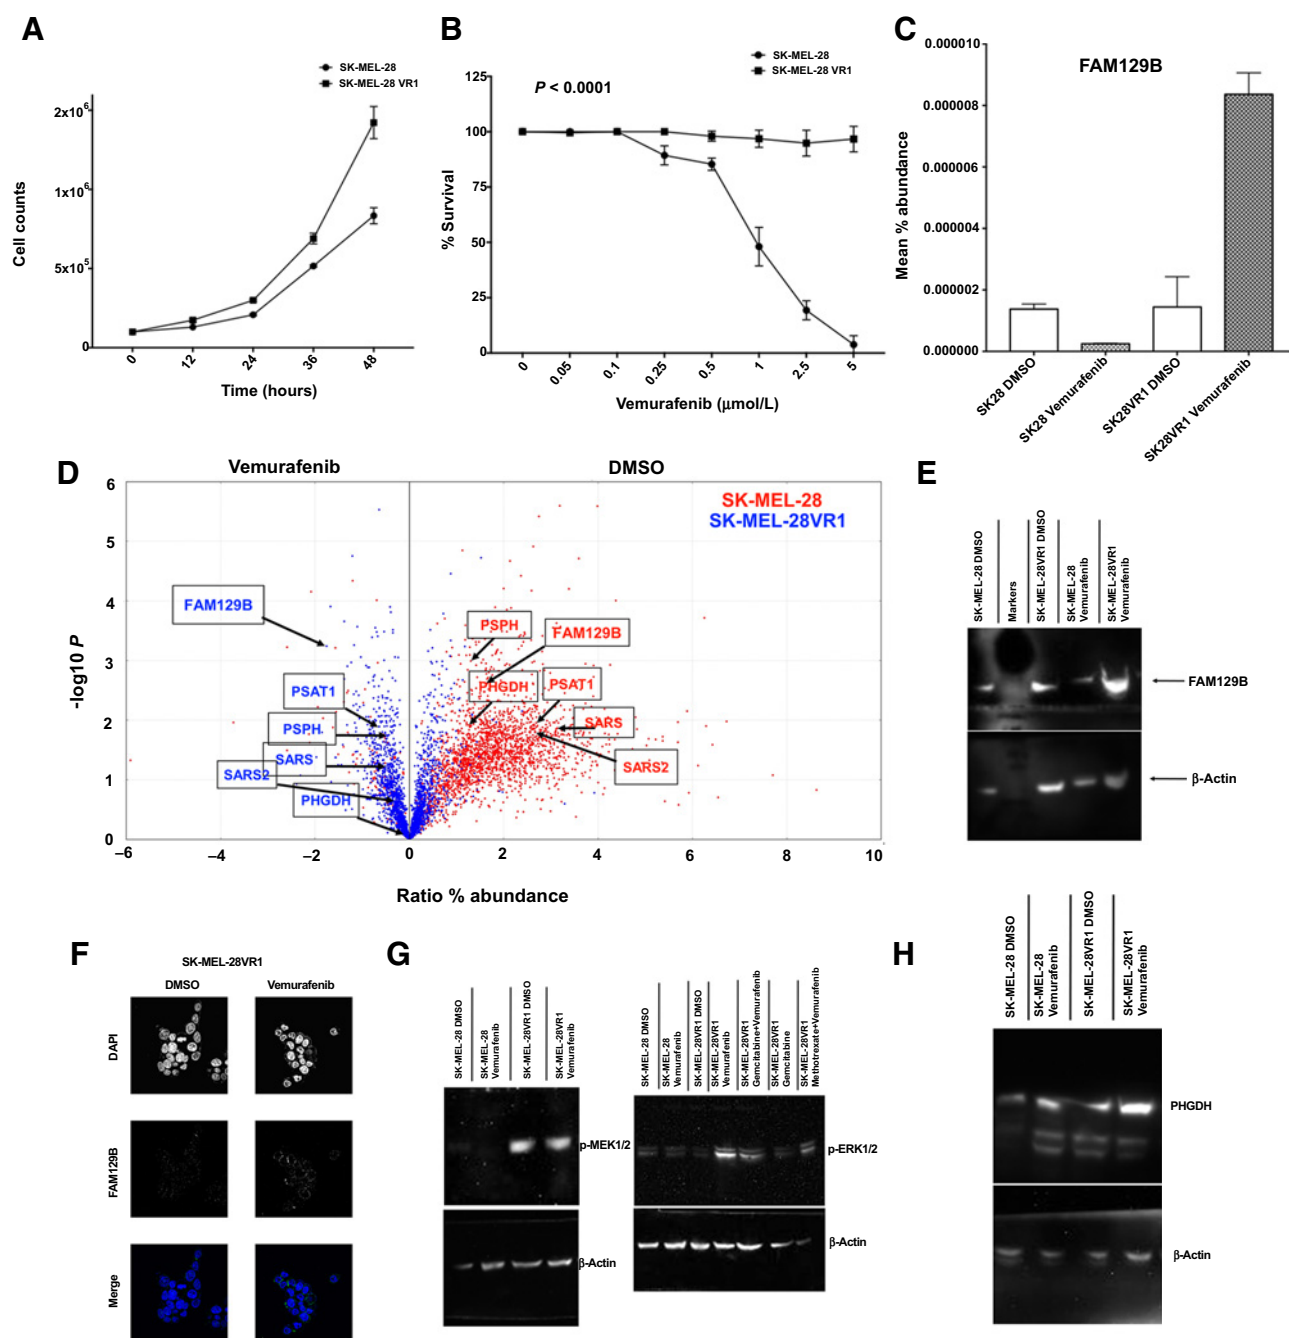 A
SK-MEL-28
SK-MEL-28 VR1
2x10⁶
1x10⁶
5x10⁵
0
Cell counts
0 12 24 36 48
Time (hours)
B
SK-MEL-28
SK-MEL-28 VR1
P < 0.0001
125
100
75
50
25
0
% Survival
0 0.05 0.1 0.25 0.5 1 2.5 5
Vemurafenib (μmol/L)
C
FAM129B
0.000010
0.000008
0.000006
0.000004
0.000002
0.000000
Mean % abundance
SK28 DMSO
SK28 Vemurafenib
SK28VR1 DMSO
SK28VR1 Vemurafenib
D
Vemurafenib DMSO
SK-MEL-28
SK-MEL-28VR1
6
5
4
3
2
1
0
-log10 P
FAM129B
PSAT1
PSPH
SARS
SARS2
PHGDH
PSPH
FAM129B
PHGDH
PSAT1
SARS
SARS2
–6 –4 –2 0 2 4 6 8 10
Ratio % abundance
E
SK-MEL-28 DMSO
Markers
SK-MEL-28VR1 DMSO
SK-MEL-28
Vemurafenib
SK-MEL-28VR1
Vemurafenib
FAM129B
β-Actin
F
SK-MEL-28VR1
DMSO Vemurafenib
DAPI
FAM129B
Merge
G
SK-MEL-28 DMSO
SK-MEL-28
Vemurafenib
SK-MEL-28VR1 DMSO
SK-MEL-28VR1
Vemurafenib
p-MEK1/2
β-Actin
SK-MEL-28 DMSO
SK-MEL-28
Vemurafenib
SK-MEL-28VR1 DMSO
SK-MEL-28VR1
Vemurafenib
SK-MEL-28VR1
Gemcitabine+Vemurafenib
SK-MEL-28VR1
Gemcitabine
SK-MEL-28VR1
Methotrexate+Vemurafenib
p-ERK1/2
β-Actin
H
SK-MEL-28 DMSO
SK-MEL-28
Vemurafenib
SK-MEL-28VR1 DMSO
SK-MEL-28VR1
Vemurafenib
PHGDH
β-Actin